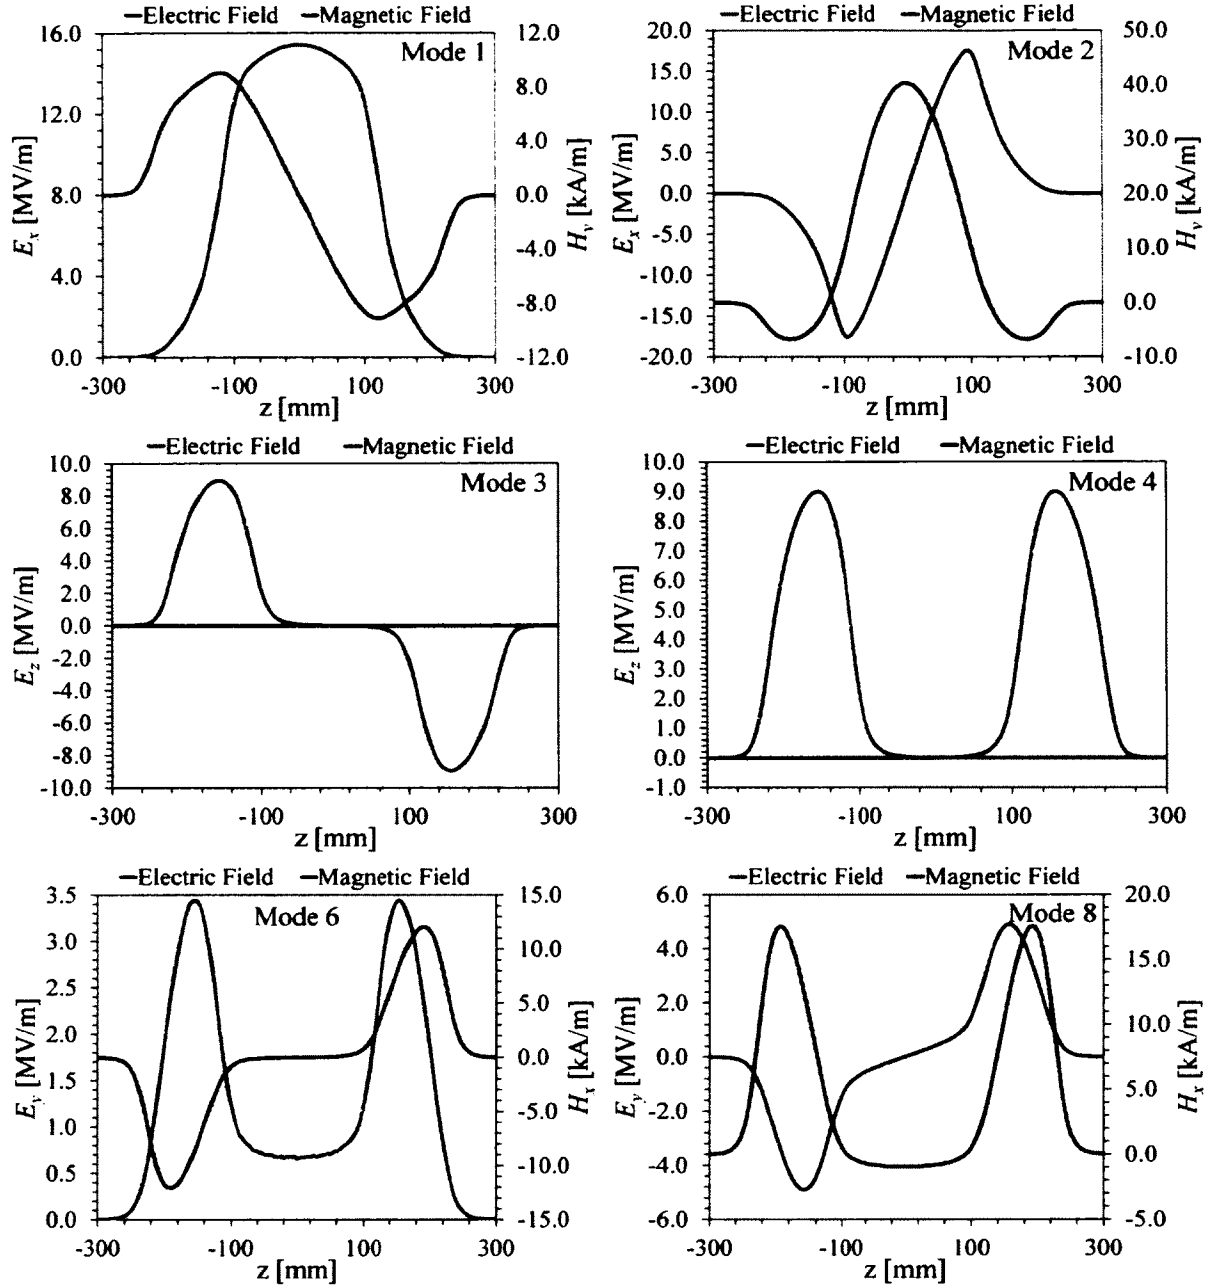 Electric Field Magnetic Field
Mode 1
16.0
12.0
8.0
4.0
0.0
E_x [MV/m]
12.0
8.0
4.0
0.0
-4.0
-8.0
-12.0
H_y [kA/m]
-300 -100 100 300
z [mm]
Electric Field Magnetic Field
Mode 2
20.0
15.0
10.0
5.0
0.0
-5.0
-10.0
-15.0
-20.0
E_x [MV/m]
50.0
40.0
30.0
20.0
10.0
0.0
-10.0
H_y [kA/m]
-300 -100 100 300
z [mm]
Electric Field Magnetic Field
Mode 3
10.0
8.0
6.0
4.0
2.0
0.0
-2.0
-4.0
-6.0
-8.0
-10.0
E_z [MV/m]
-300 -100 100 300
z [mm]
Electric Field Magnetic Field
Mode 4
10.0
9.0
8.0
7.0
6.0
5.0
4.0
3.0
2.0
1.0
0.0
-1.0
E_z [MV/m]
-300 -100 100 300
z [mm]
Electric Field Magnetic Field
Mode 6
3.5
3.0
2.5
2.0
1.5
1.0
0.5
0.0
E_y [MV/m]
15.0
10.0
5.0
0.0
-5.0
-10.0
-15.0
H_x [kA/m]
-300 -100 100 300
z [mm]
Electric Field Magnetic Field
Mode 8
6.0
4.0
2.0
0.0
-2.0
-4.0
-6.0
E_y [MV/m]
20.0
15.0
10.0
5.0
0.0
-5.0
H_x [kA/m]
-300 -100 100 300
z [mm]